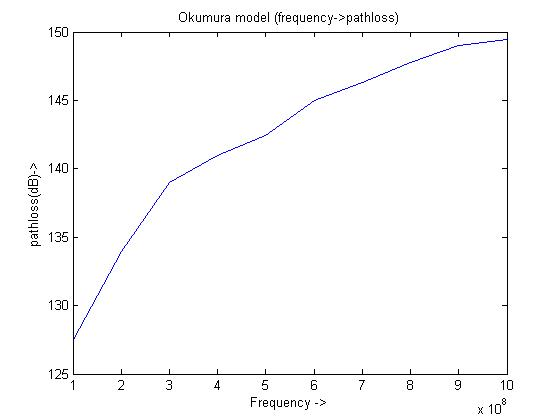 Okumura model (frequency->pathloss)
150
145
140
135
130
125
pathloss(dB)->
1 2 3 4 5 6 7 8 9 10
Frequency ->
x 10^8